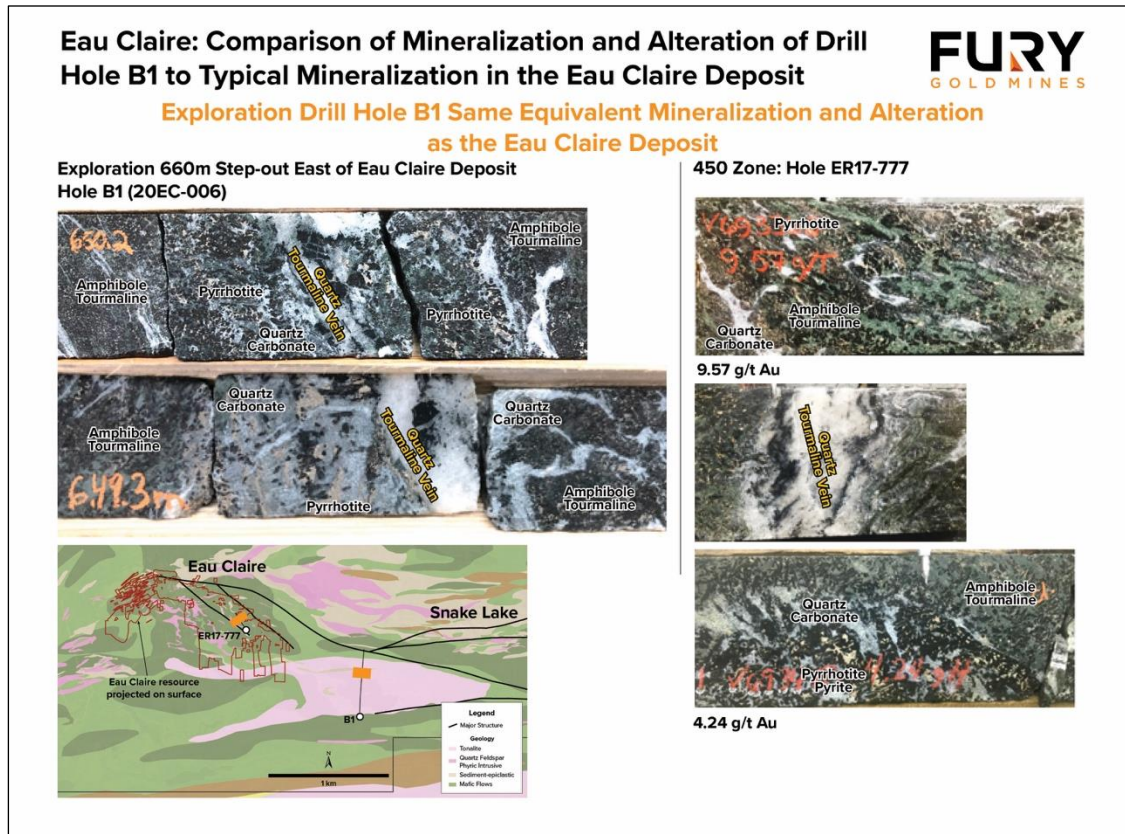 Eau Claire: Comparison of Mineralization and Alteration of Drill
Hole B1 to Typical Mineralization in the Eau Claire Deposit
FURY
GOLD MINES
Exploration Drill Hole B1 Same Equivalent Mineralization and Alteration
as the Eau Claire Deposit
Exploration 660m Step-out East of Eau Claire Deposit
Hole B1 (20EC-006)
650.2
Amphibole
Tourmaline
Pyrrhotite
Quartz
Carbonate
Quartz
Tourmaline Vein
Pyrrhotite
Amphibole
Tourmaline
Amphibole
Tourmaline
649.3m
Quartz
Carbonate
Pyrrhotite
Quartz
Tourmaline Vein
Quartz
Carbonate
Amphibole
Tourmaline
Eau Claire
Snake Lake
ER17-777
Eau Claire resource
projected on surface
B1
N
1 km
Legend
Major Structure
Geology
Tonalite
Quartz Feldspar
Phyric Intrusive
Sediment-epiclastic
Mafic Flows
450 Zone: Hole ER17-777
Pyrrhotite
9.57 g/T
Amphibole
Tourmaline
Quartz
Carbonate
9.57 g/t Au
Quartz
Tourmaline Vein
Amphibole
Tourmaline
Quartz
Carbonate
Pyrrhotite
Pyrite
4.24
4.24 g/t Au